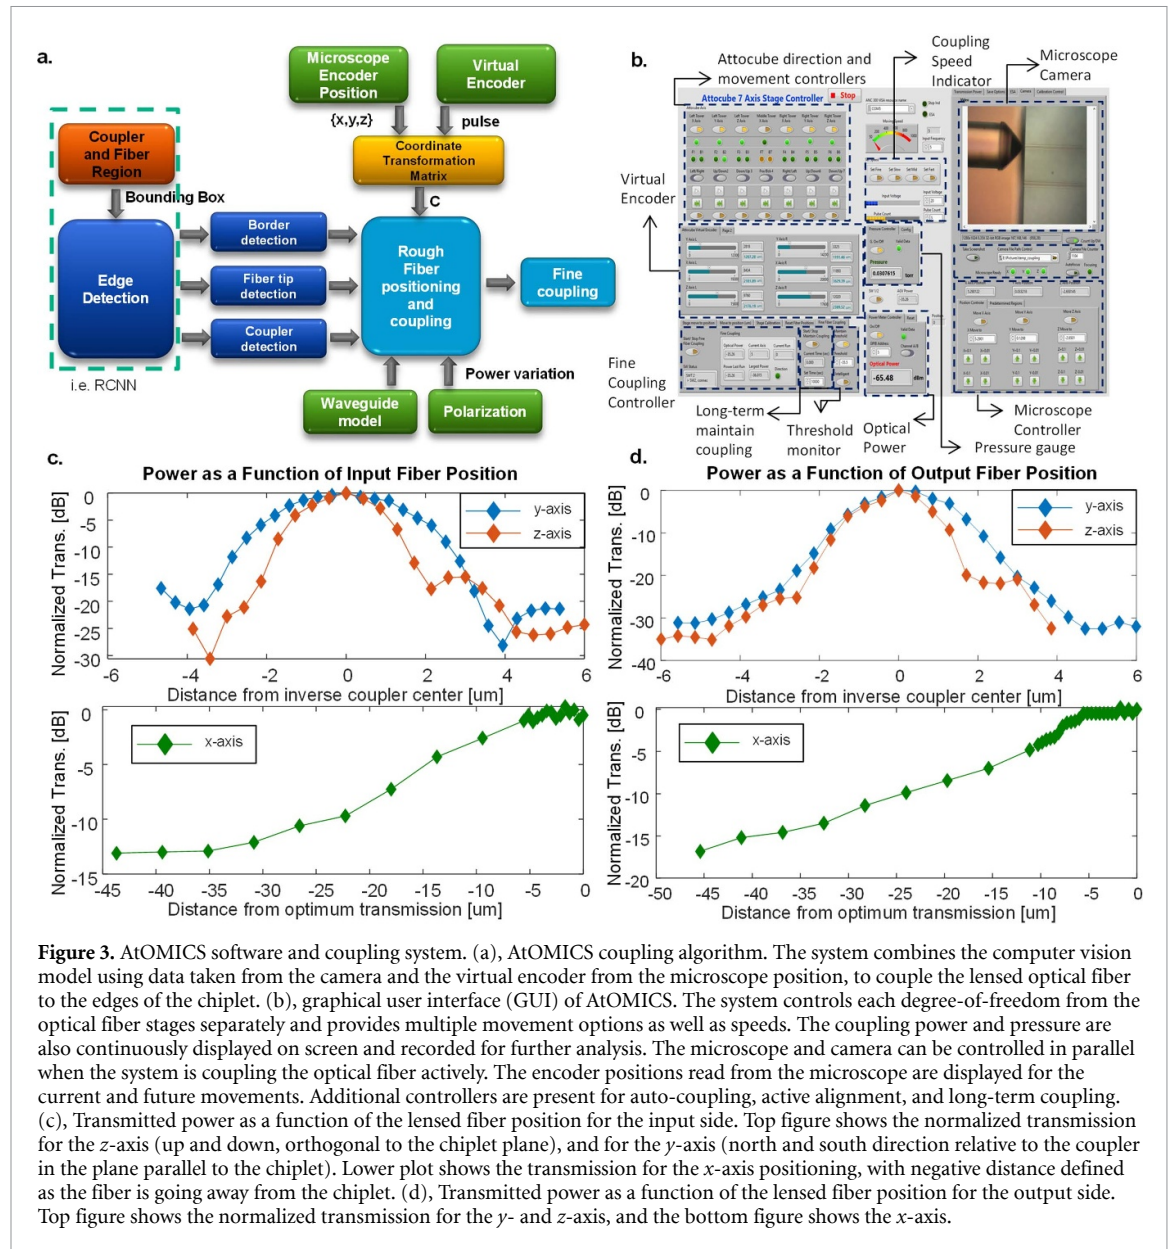 a.
Microscope
Encoder
Position
Virtual
Encoder
{x,y,z}
pulse
Coupler
and Fiber
Region
Coordinate
Transformation
Matrix
Bounding Box
C
Edge
Detection
Border
detection
Fiber tip
detection
Coupler
detection
Rough
Fiber
positioning
and
coupling
Fine
coupling
i.e. RCNN
Power variation
Waveguide
model
Polarization
b.
Attocube direction and
movement controllers
Coupling
Speed
Indicator
Microscope
Camera
Attocube 7 Axis Stage Controller
Stop
Virtual
Encoder
Pressure
Optical Power
-65.48
dBm
Fine
Coupling
Controller
Long-term
maintain
coupling
Threshold
monitor
Optical
Power
Microscope
Controller
Pressure gauge
c.
Power as a Function of Input Fiber Position
Normalized Trans. [dB]
0
-5
-10
-15
-20
-25
-30
y-axis
z-axis
-6 -4 -2 0 2 4 6
Distance from inverse coupler center [um]
Normalized Trans. [dB]
0
-5
-10
-15
x-axis
-45 -40 -35 -30 -25 -20 -15 -10 -5 0
Distance from optimum transmission [um]
d.
Power as a Function of Output Fiber Position
Normalized Trans. [dB]
0
-10
-20
-30
-40
y-axis
z-axis
-6 -4 -2 0 2 4 6
Distance from inverse coupler center [um]
Normalized Trans. [dB]
0
-5
-10
-15
-20
x-axis
-50 -45 -40 -35 -30 -25 -20 -15 -10 -5 0
Distance from optimum transmission [um]
Figure 3. AtOMICS software and coupling system. (a), AtOMICS coupling algorithm. The system combines the computer vision
model using data taken from the camera and the virtual encoder from the microscope position, to couple the lensed optical fiber
to the edges of the chiplet. (b), graphical user interface (GUI) of AtOMICS. The system controls each degree-of-freedom from the
optical fiber stages separately and provides multiple movement options as well as speeds. The coupling power and pressure are
also continuously displayed on screen and recorded for further analysis. The microscope and camera can be controlled in parallel
when the system is coupling the optical fiber actively. The encoder positions read from the microscope are displayed for the
current and future movements. Additional controllers are present for auto-coupling, active alignment, and long-term coupling.
(c), Transmitted power as a function of the lensed fiber position for the input side. Top figure shows the normalized transmission
for the z-axis (up and down, orthogonal to the chiplet plane), and for the y-axis (north and south direction relative to the coupler
in the plane parallel to the chiplet). Lower plot shows the transmission for the x-axis positioning, with negative distance defined
as the fiber is going away from the chiplet. (d), Transmitted power as a function of the lensed fiber position for the output side.
Top figure shows the normalized transmission for the y- and z-axis, and the bottom figure shows the x-axis.